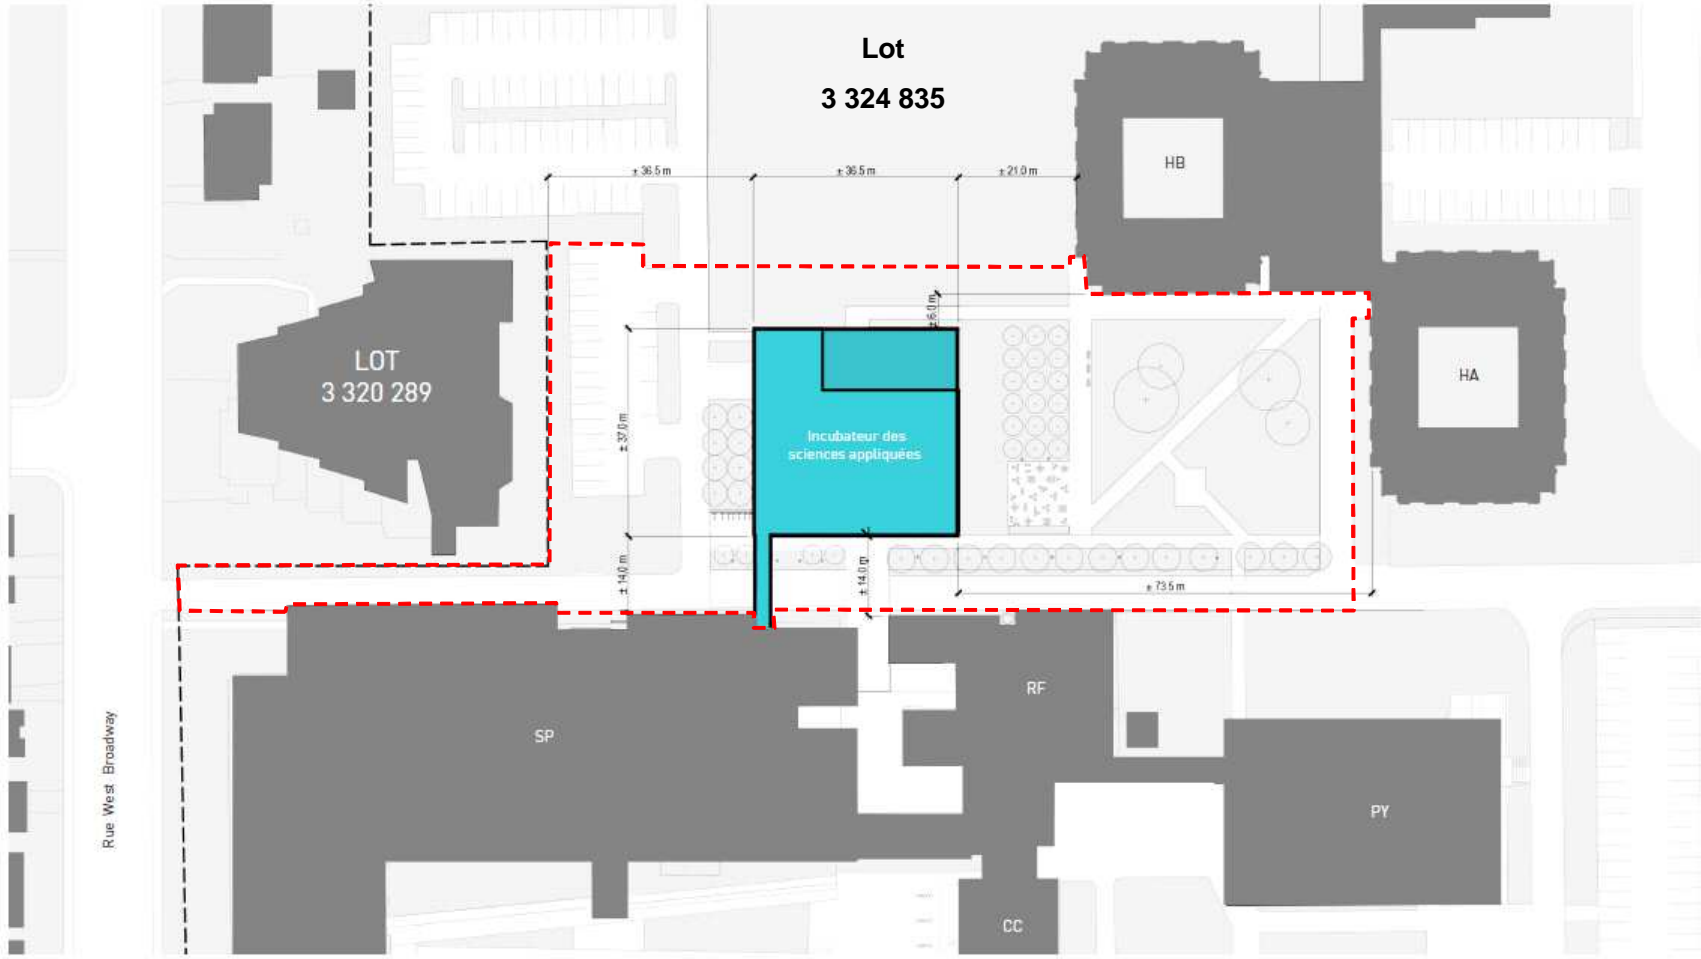 Lot
3 324 835
HB
± 36.5 m
± 36.5 m
± 21.0 m
± 6.0 m
LOT
3 320 289
HA
± 37.0 m
Incubateur des
sciences appliquées
± 14.0 m
± 14.0 m
± 73.5 m
RF
SP
Rue West Broadway
PY
CC